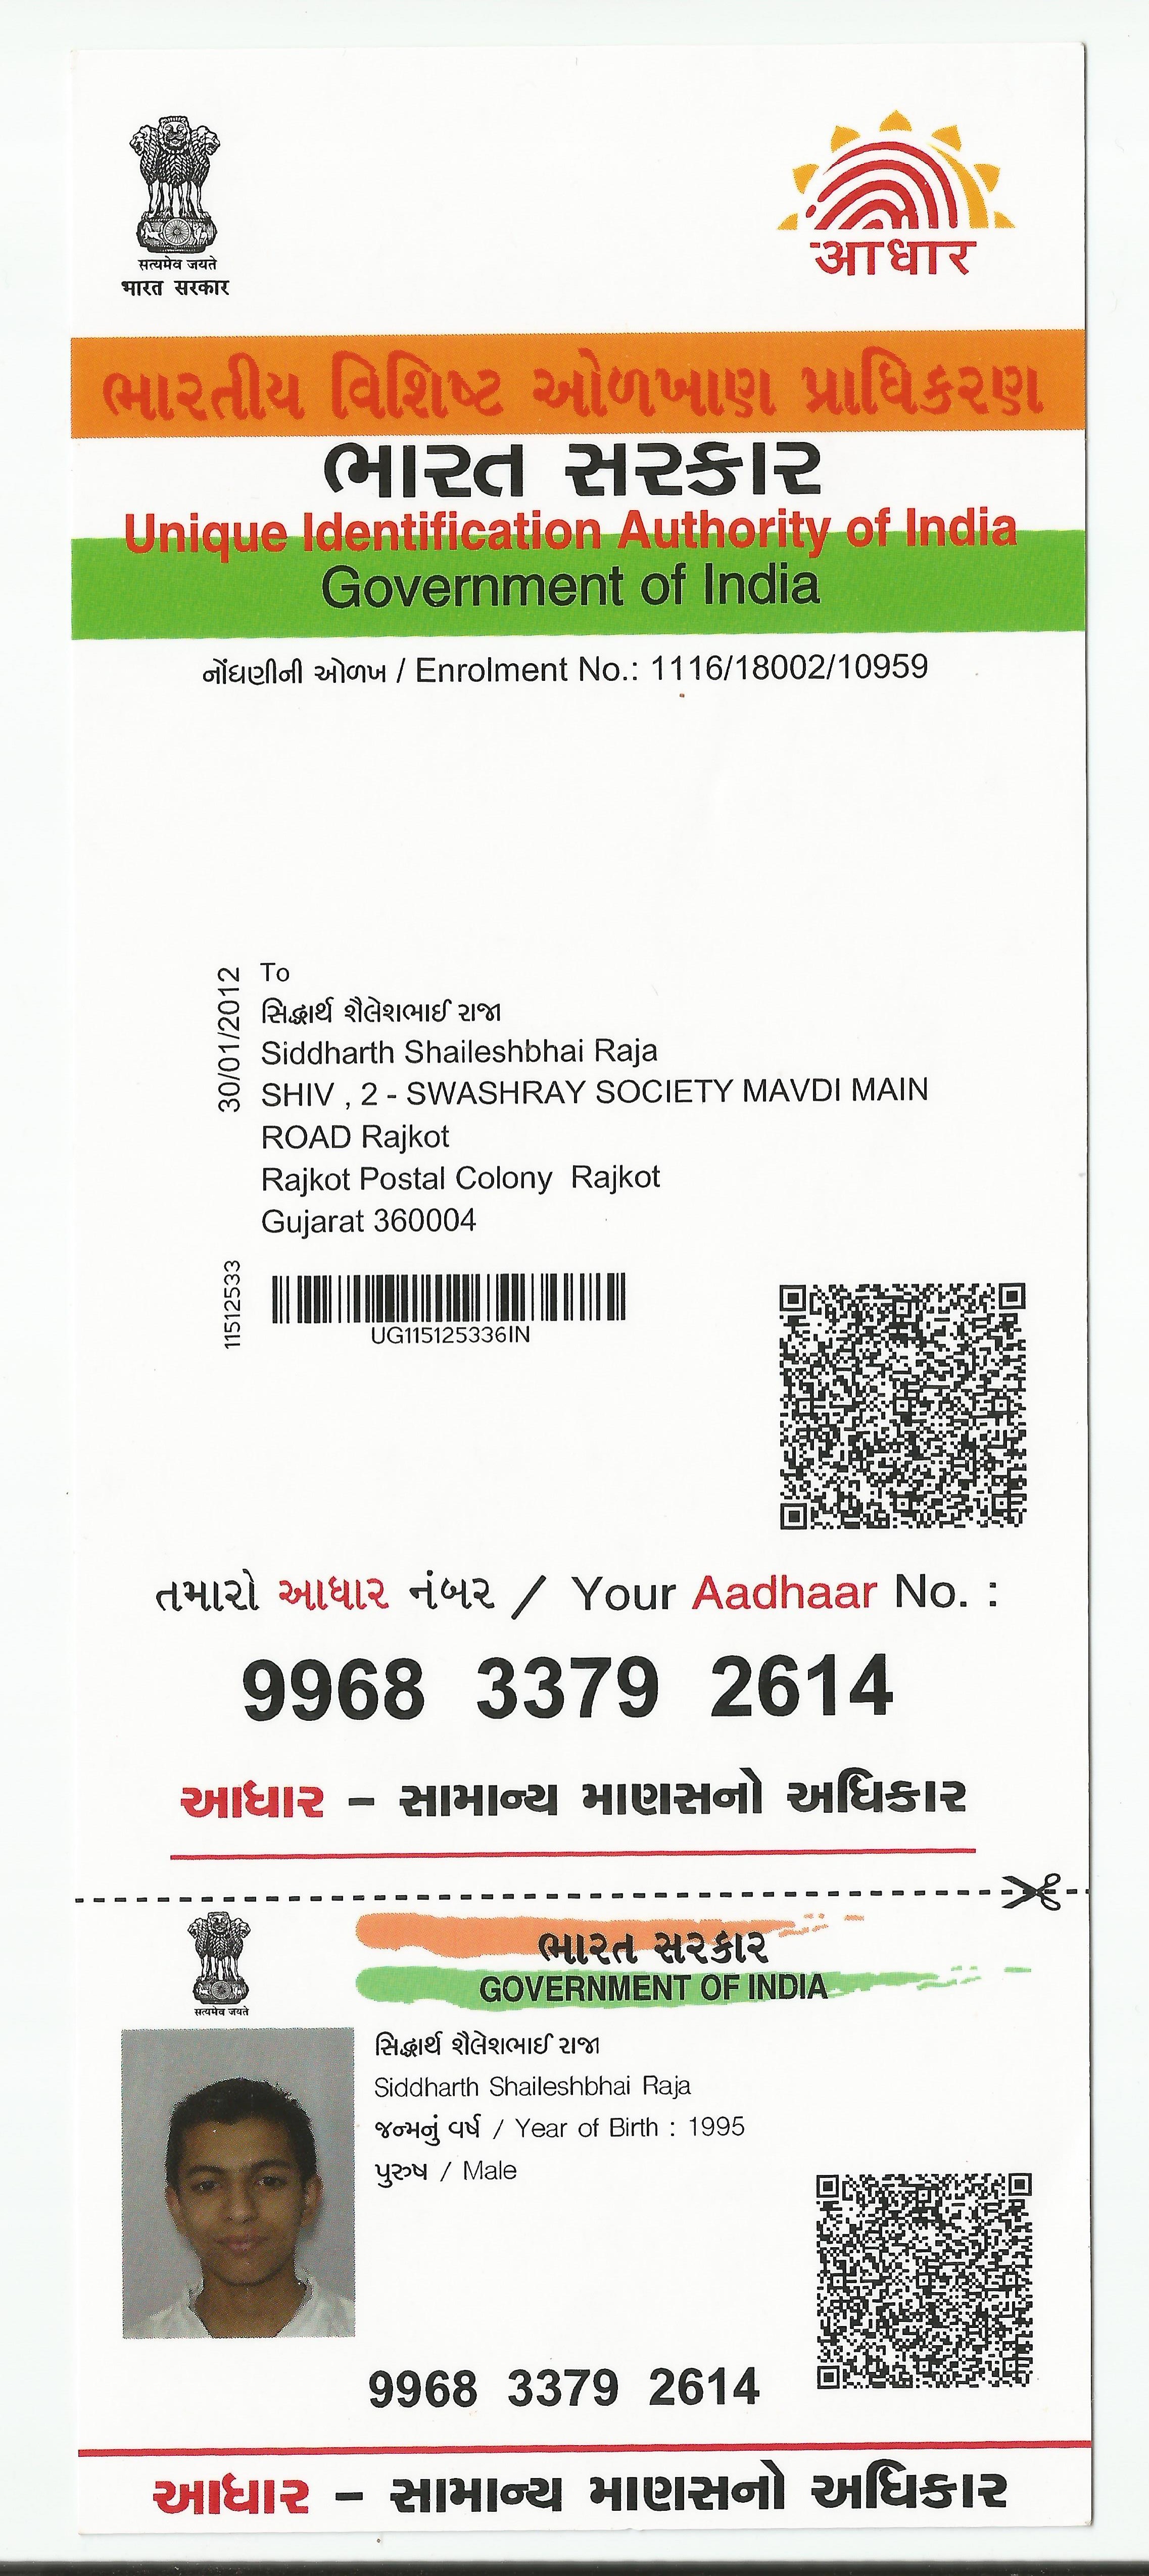 सत्यमेव जयते
भारत सरकार
आधार
ભારતીય વિશિષ્ટ ઓળખાણ પ્રાધિકરણ
ભારત સરકાર
Unique Identification Authority of India
Government of India
નોંધણીની ઓળખ / Enrolment No.: 1116/18002/10959
30/01/2012
To
સિદ્ધાર્થ શૈલેશભાઈ રાજા
Siddharth Shaileshbhai Raja
SHIV , 2 - SWASHRAY SOCIETY MAVDI MAIN
ROAD Rajkot
Rajkot Postal Colony Rajkot
Gujarat 360004
11512533
UG115125336IN
તમારો આધાર નંબર / Your Aadhaar No. :
9968 3379 2614
આધાર – સામાન્ય માણસનો અધિકાર
सत्यमेव जयते
ભારત સરકાર
GOVERNMENT OF INDIA
સિદ્ધાર્થ શૈલેશભાઈ રાજા
Siddharth Shaileshbhai Raja
જન્મનું વર્ષ / Year of Birth : 1995
પુરુષ / Male
9968 3379 2614
આધાર – સામાન્ય માણસનો અધિકાર